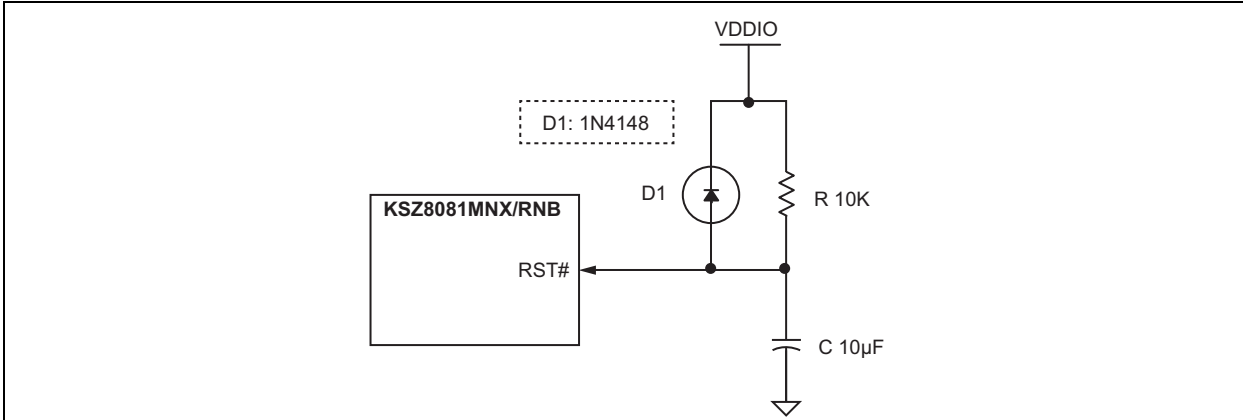 VDDIO
D1: 1N4148
D1
R 10K
KSZ8081MNX/RNB
RST#
C 10µF